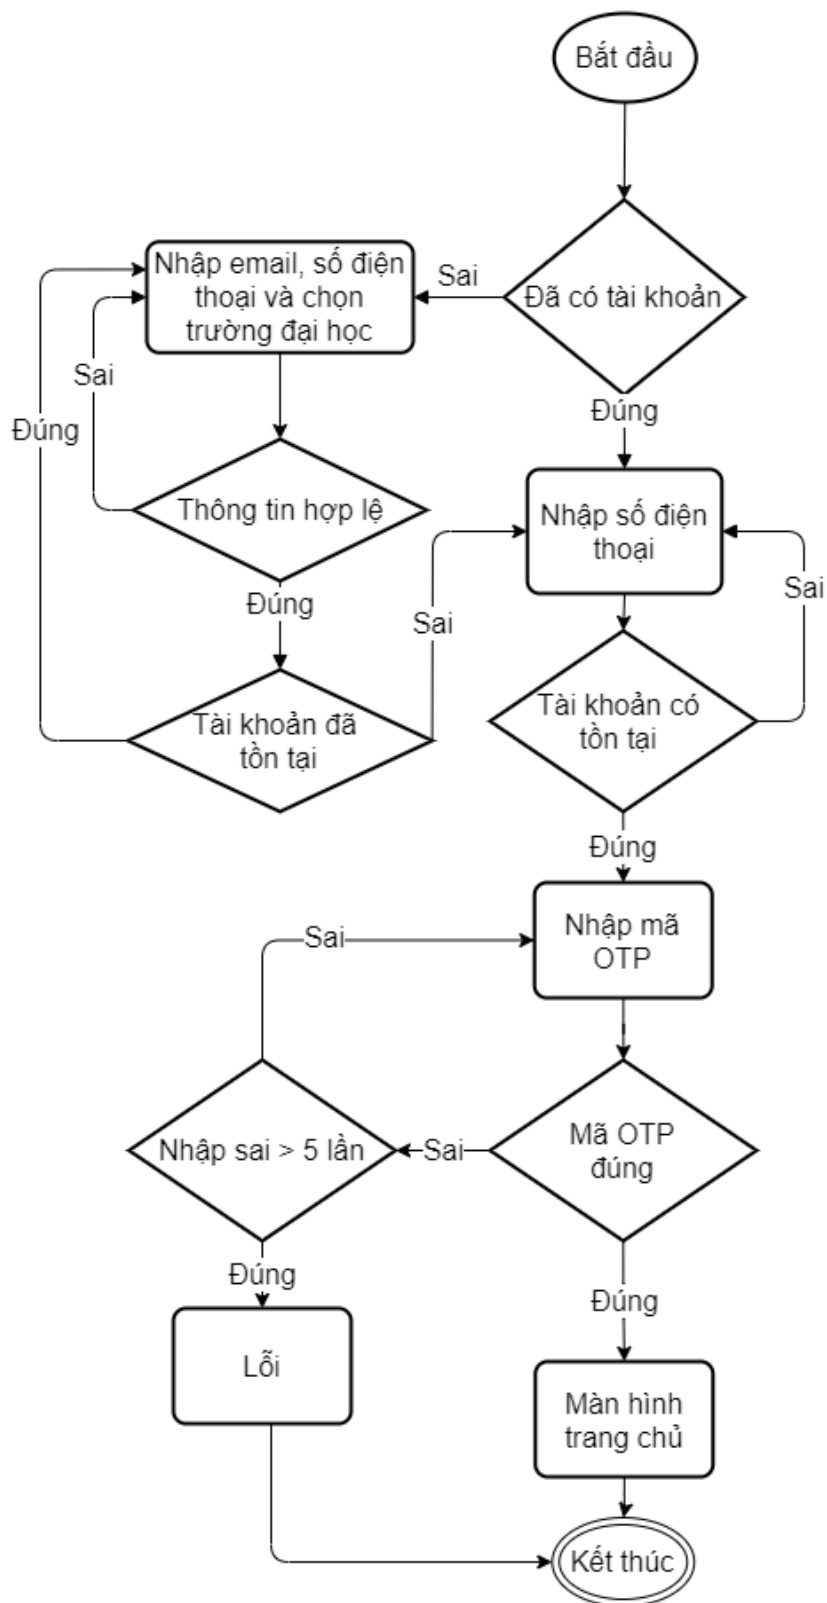 Bắt đầu
Đã có tài khoản
Sai
Nhập email, số điện
thoại và chọn
trường đại học
Sai
Đúng
Đúng
Thông tin hợp lệ
Nhập số điện
thoại
Sai
Đúng
Sai
Tài khoản đã
tồn tại
Tài khoản có
tồn tại
Đúng
Nhập mã
OTP
Sai
Mã OTP
đúng
Sai
Nhập sai > 5 lần
Đúng
Đúng
Lỗi
Màn hình
trang chủ
Kết thúc